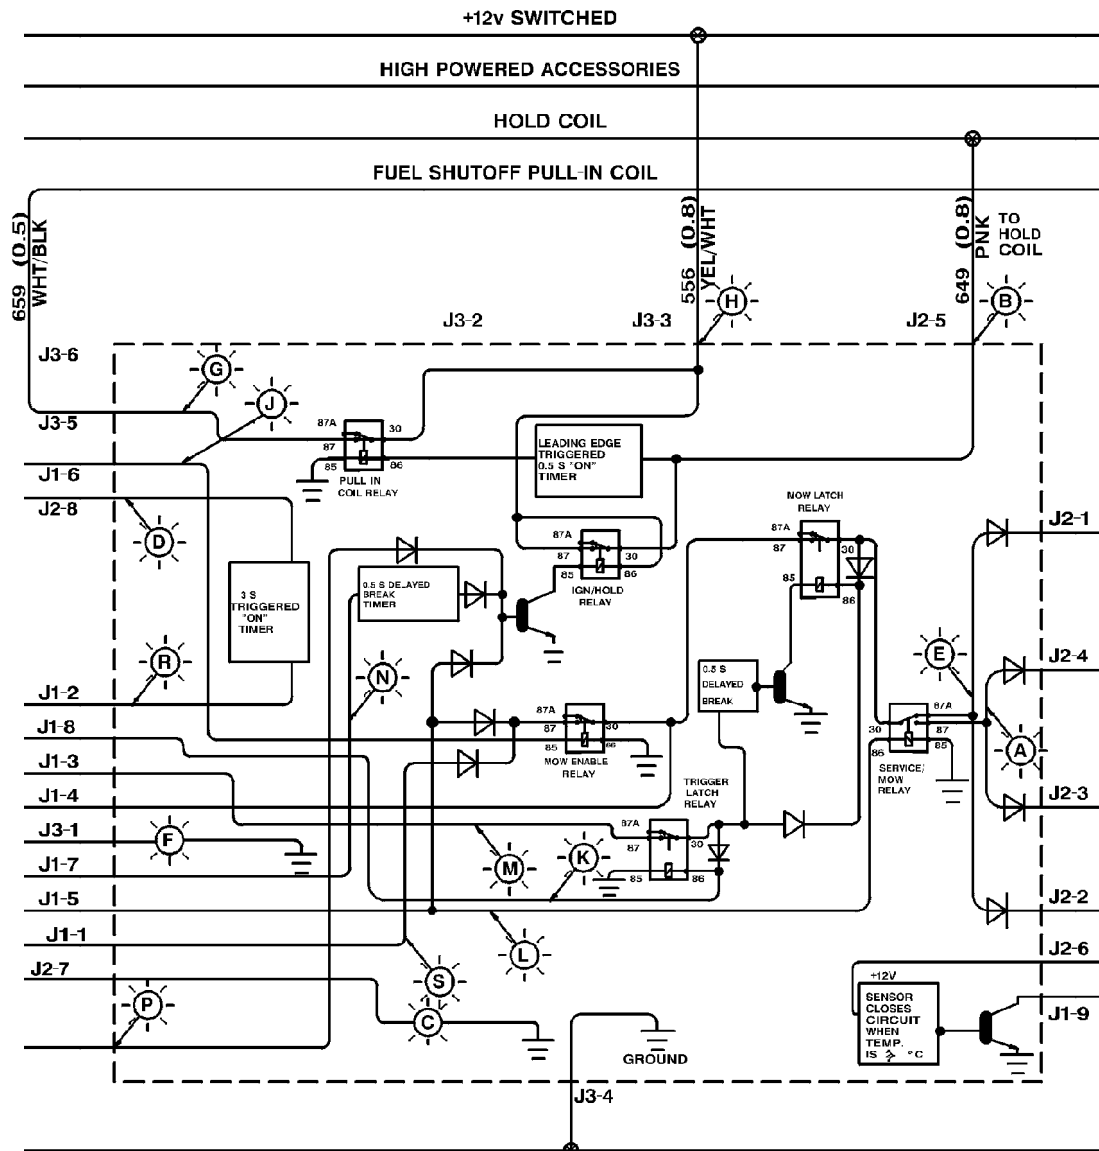 +12v SWITCHED
HIGH POWERED ACCESSORIES
HOLD COIL
FUEL SHUTOFF PULL-IN COIL
659 (0.5)
WHT/BLK
556 (0.8)
YEL/WHT
649 (0.8)
PNK
TO
HOLD
COIL
H
B
J3-2
J3-3
J2-5
J3-6
G
J
J3-5
87A
30
87
85
86
PULL IN
COIL RELAY
LEADING EDGE
TRIGGERED
0.5 S "ON"
TIMER
J1-6
J2-8
D
MOW LATCH
RELAY
87A
87
30
85
86
J2-1
87A
87
30
85
86
IGN/HOLD
RELAY
3 S
TRIGGERED
"ON"
TIMER
0.5 S DELAYED
BREAK
TIMER
R
N
E
J2-4
0.5 S
DELAYED
BREAK
J1-2
J1-8
87A
87
30
85
86
MOW ENABLE
RELAY
87A
30
87
86
85
SERVICE/
MOW
RELAY
A
J1-3
TRIGGER
LATCH
RELAY
J2-3
J1-4
J3-1
F
87A
87
30
85
86
M
K
J1-7
J1-5
J2-2
J1-1
L
J2-6
J2-7
S
P
C
+12V
SENSOR
CLOSES
CIRCUIT
WHEN
TEMP.
IS °C
J1-9
GROUND
J3-4